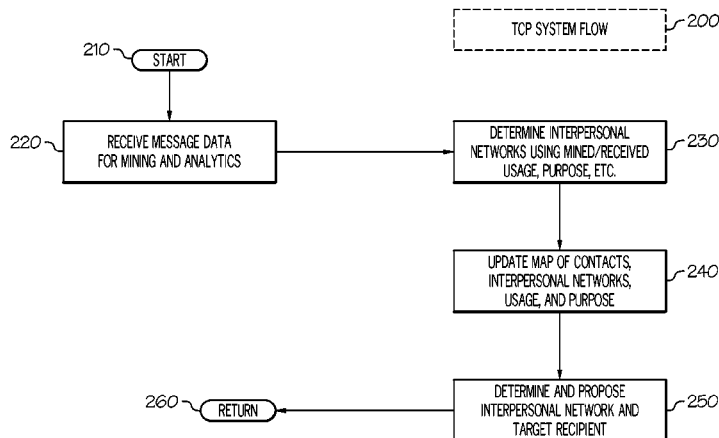 TCP SYSTEM FLOW
200
210
START
220
RECEIVE MESSAGE DATA
FOR MINING AND ANALYTICS
DETERMINE INTERPERSONAL
NETWORKS USING MINED/RECEIVED
USAGE, PURPOSE, ETC.
230
UPDATE MAP OF CONTACTS,
INTERPERSONAL NETWORKS,
USAGE, AND PURPOSE
240
260
RETURN
DETERMINE AND PROPOSE
INTERPERSONAL NETWORK AND
TARGET RECIPIENT
250